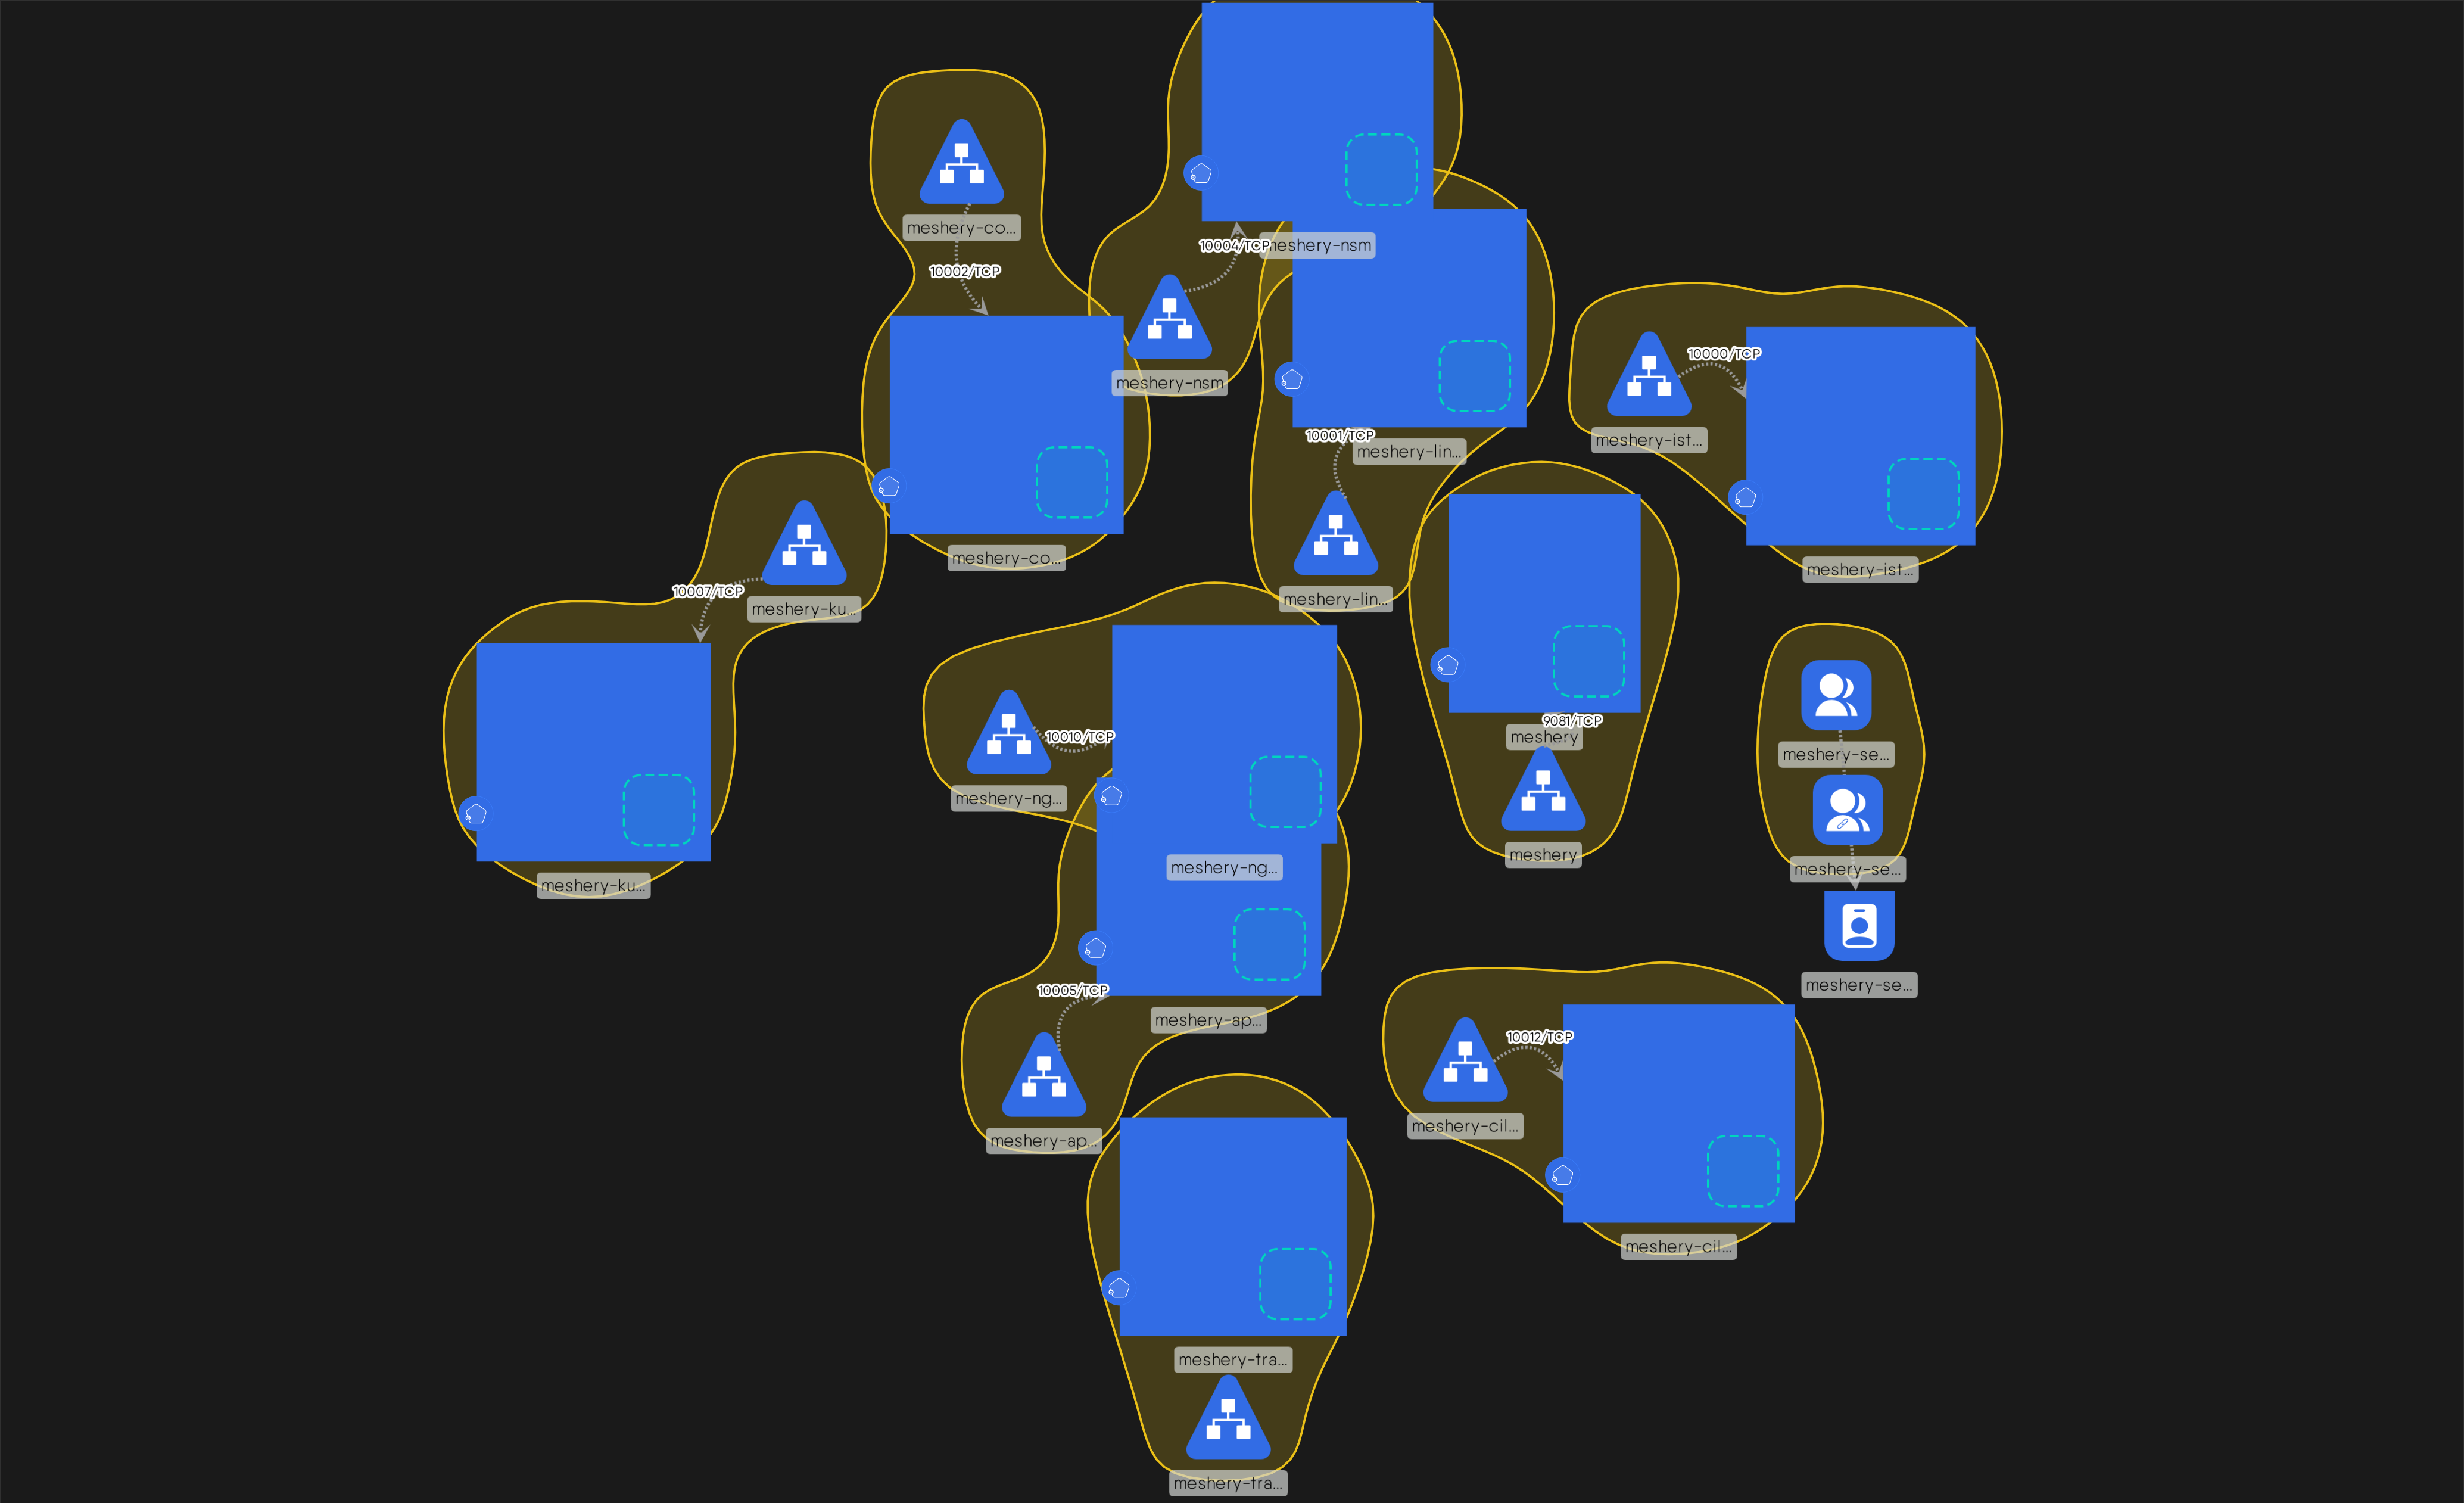 meshery-co...
10002/TCP
10004/TCP
meshery-nsm
meshery-nsm
10000/TCP
meshery-ist...
10001/TCP
meshery-lin...
meshery-co...
meshery-ist...
10007/TCP
meshery-ku...
meshery-lin...
9081/TCP
meshery
10010/TCP
meshery-se...
meshery-ng...
meshery
meshery-ng...
meshery-se...
meshery-ku...
meshery-se...
10005/TCP
meshery-ap...
10012/TCP
meshery-cil...
meshery-ap...
meshery-cil...
meshery-tra...
meshery-tra...